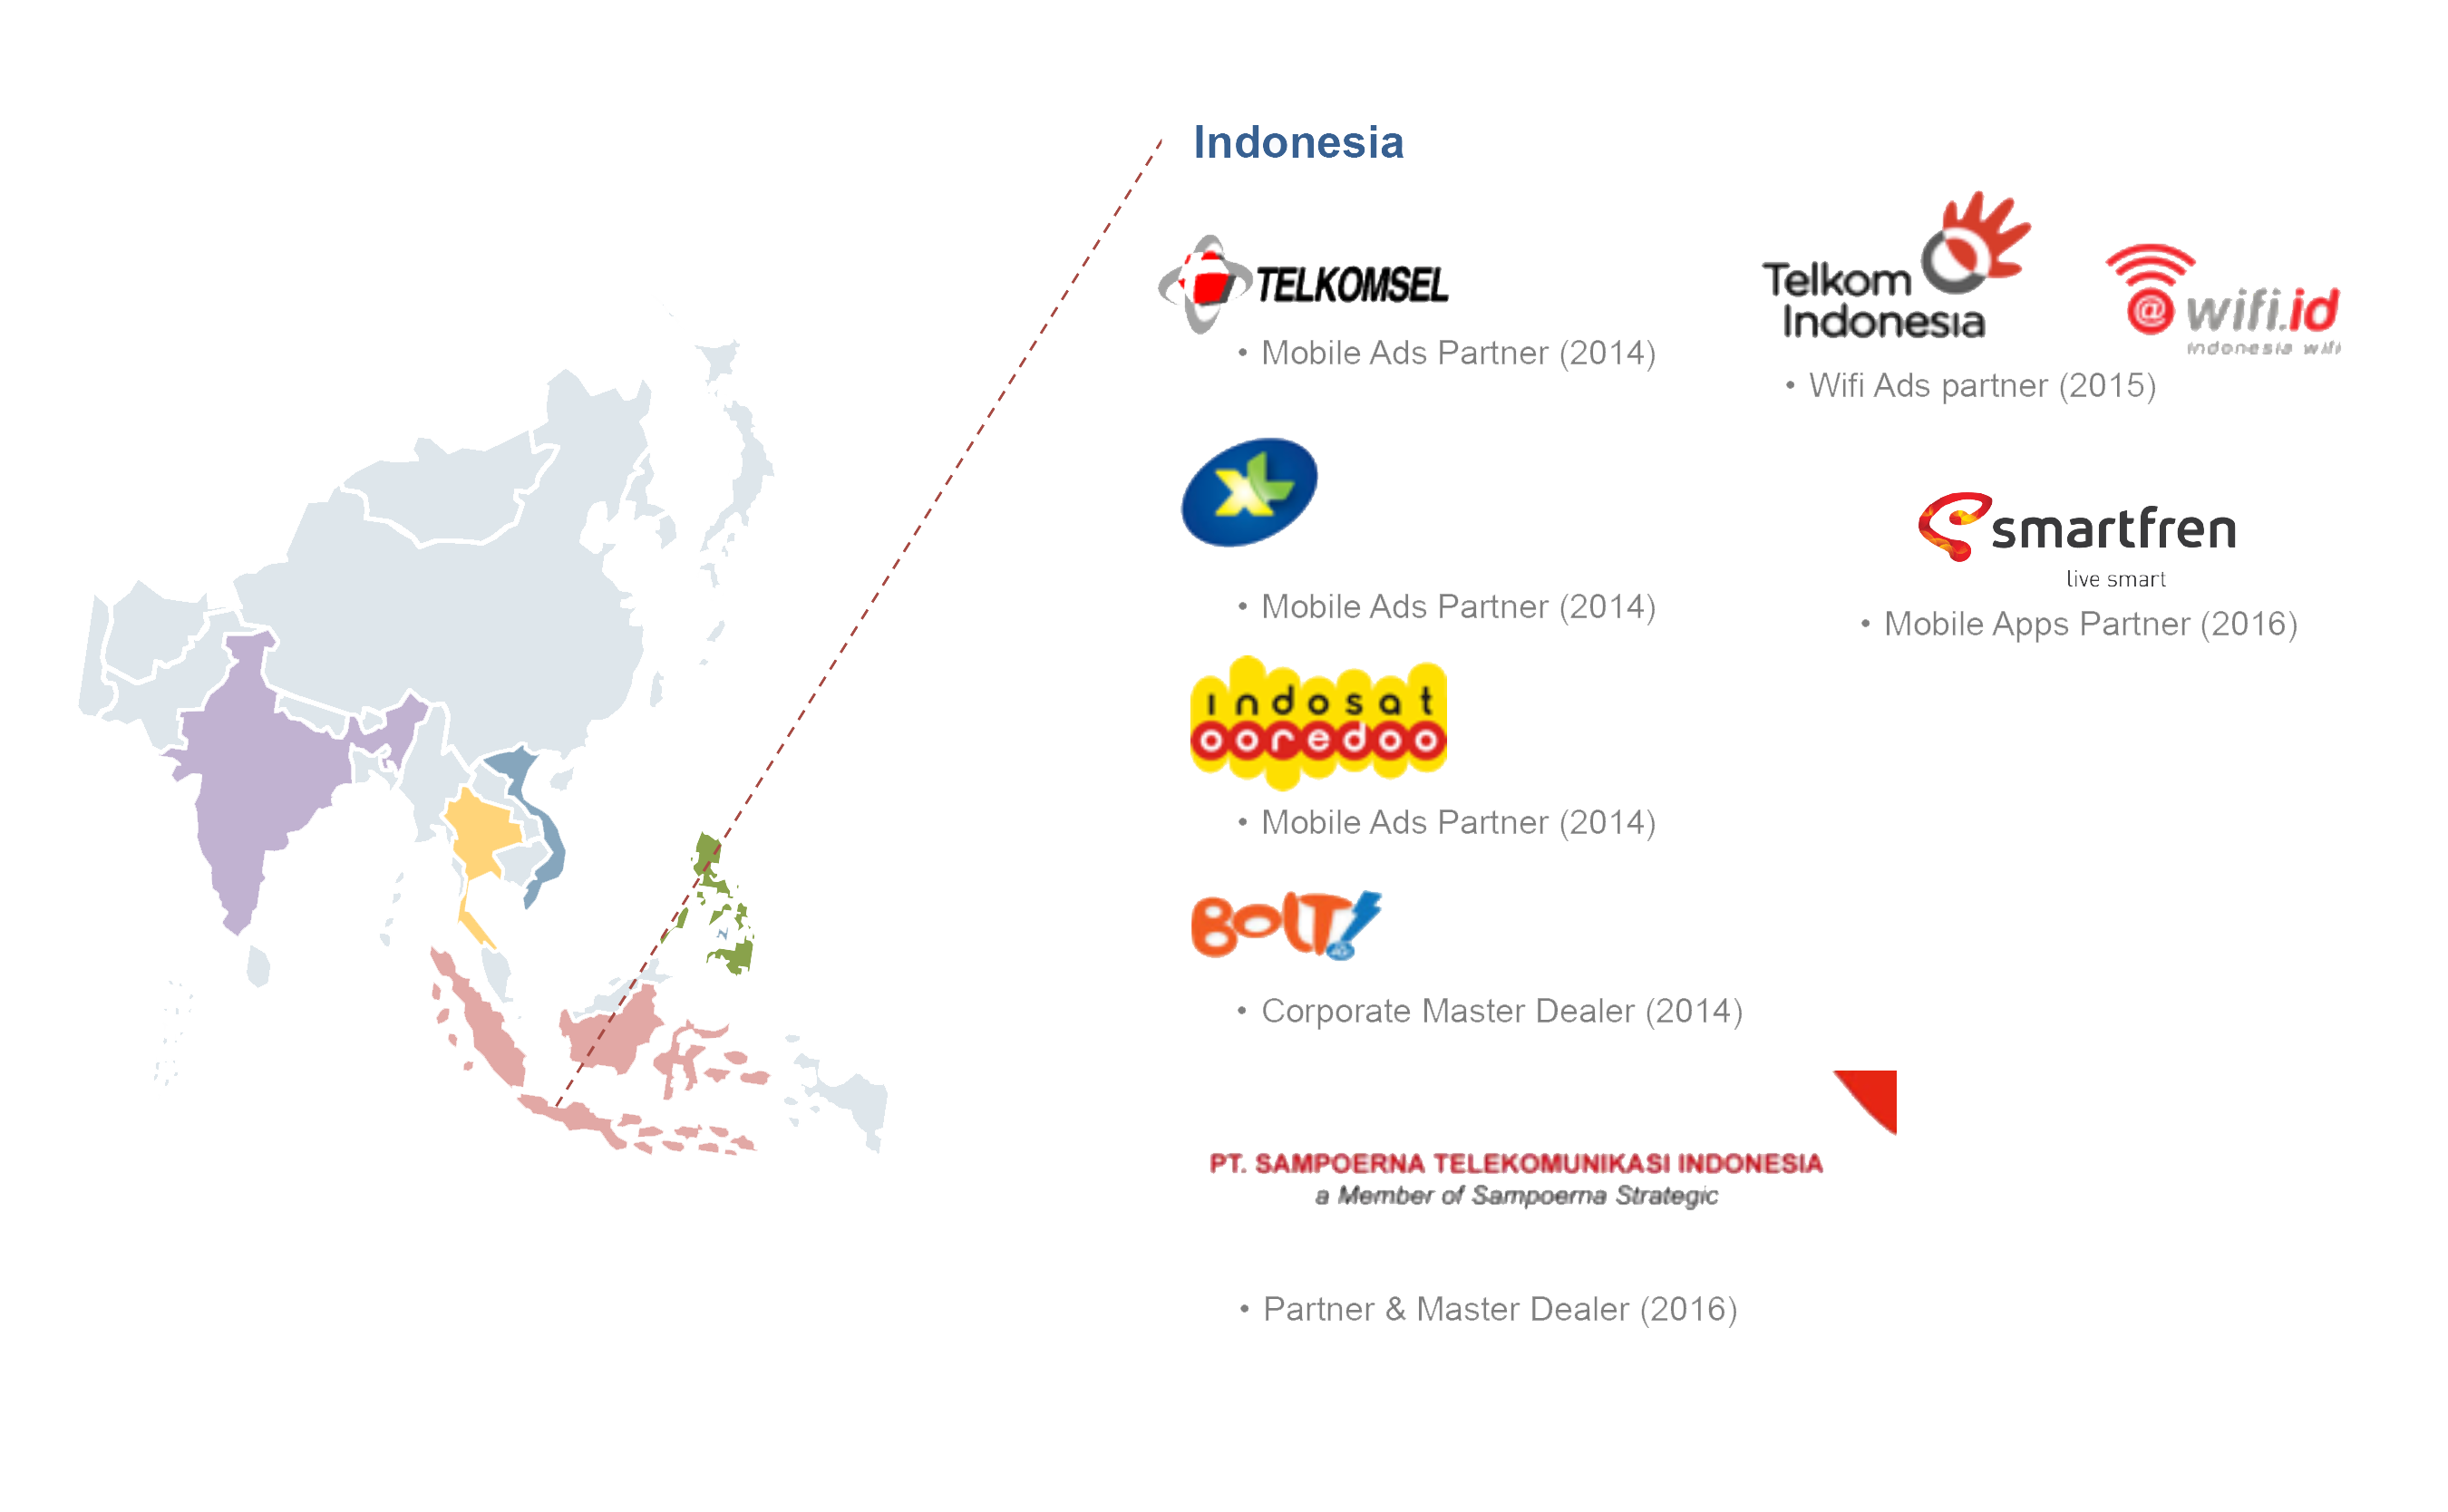 Indonesia
TELKOMSEL
• Mobile Ads Partner (2014)
Telkom
Indonesia
@wifi.id
indonesia wifi
• Wifi Ads partner (2015)
XL
• Mobile Ads Partner (2014)
smartfren
live smart
• Mobile Apps Partner (2016)
indosat
ooredoo
• Mobile Ads Partner (2014)
BOLT!
• Corporate Master Dealer (2014)
PT. SAMPOERNA TELEKOMUNIKASI INDONESIA
a Member of Sampoerna Strategic
• Partner & Master Dealer (2016)